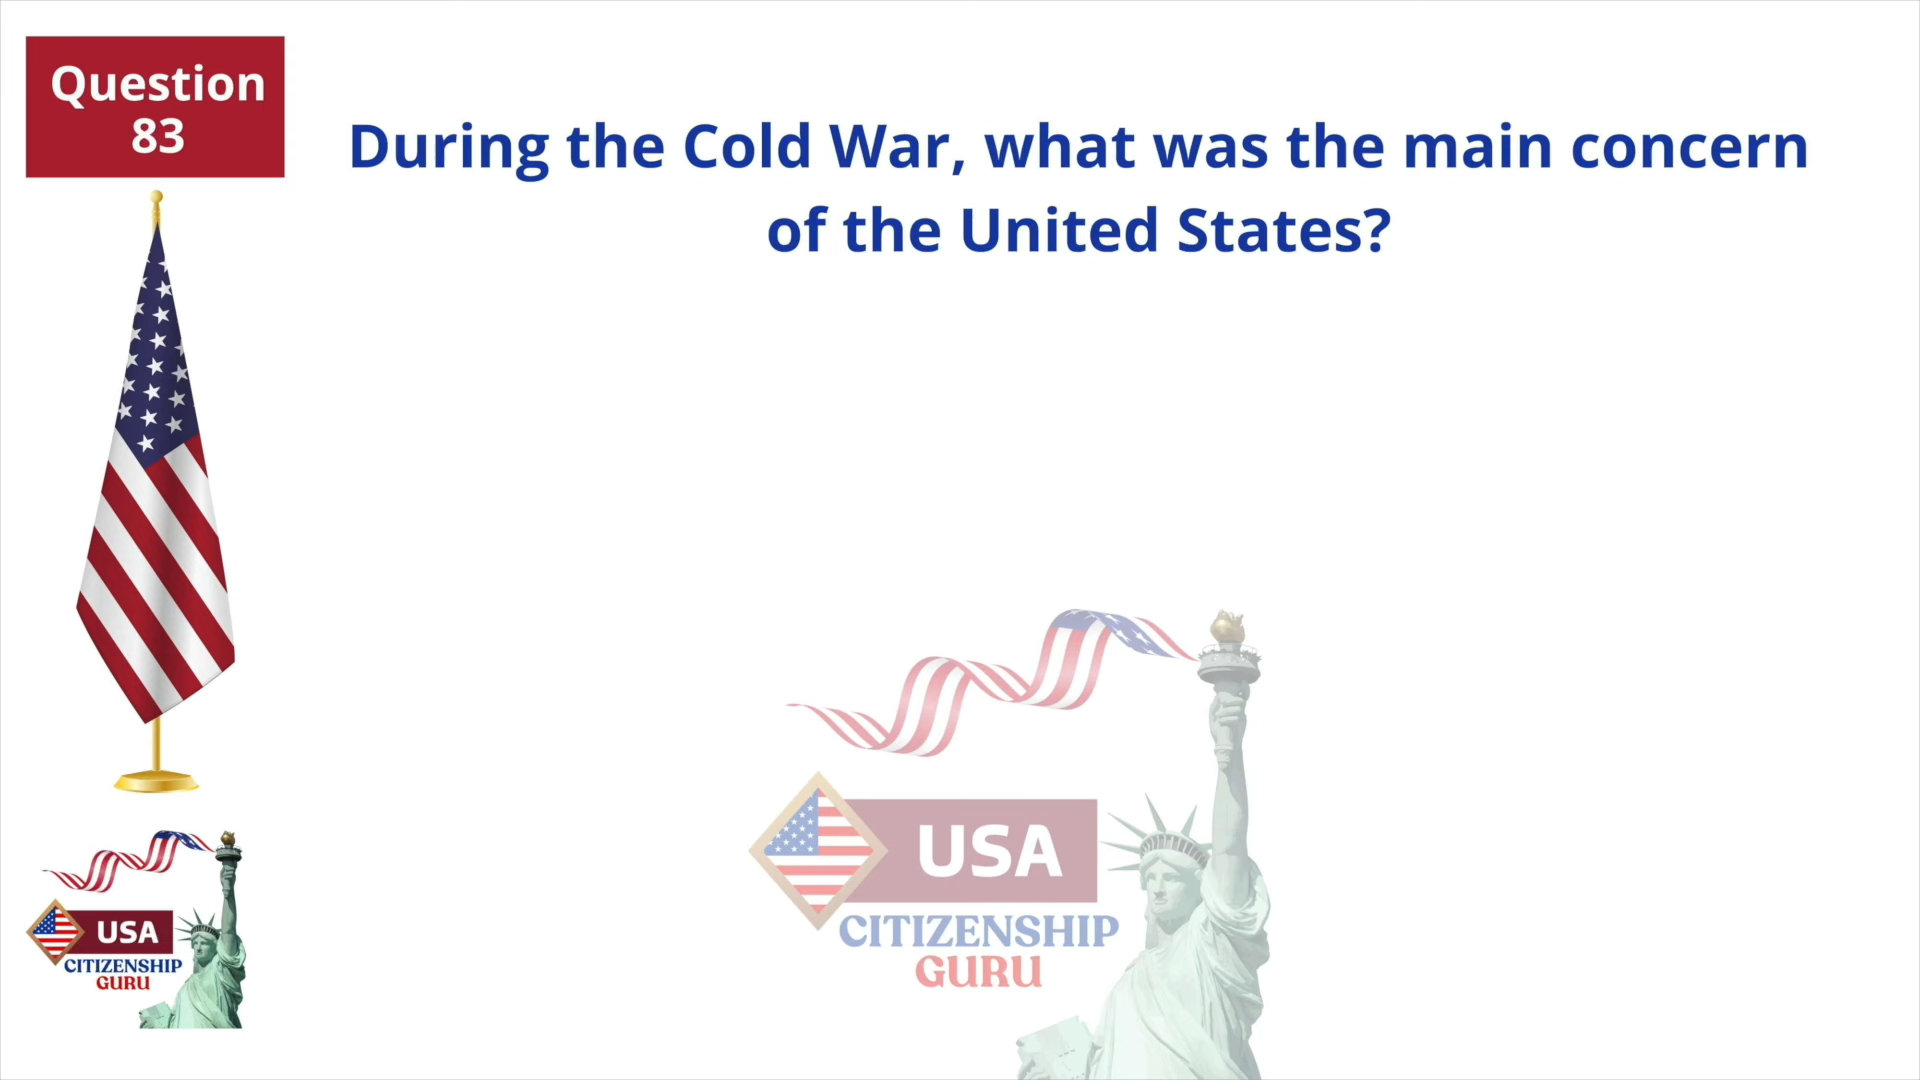 Question
83
During the Cold War, what was the main concern
of the United States?
USA
CITIZENSHIP
GURU
USA
CITIZENSHIP
GURU